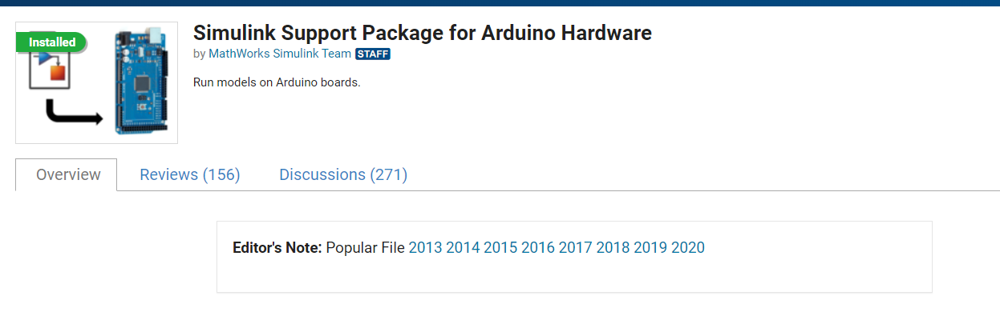 Installed
Simulink Support Package for Arduino Hardware
by MathWorks Simulink Team STAFF
Run models on Arduino boards.
Overview Reviews (156) Discussions (271)
Editor's Note: Popular File 2013 2014 2015 2016 2017 2018 2019 2020